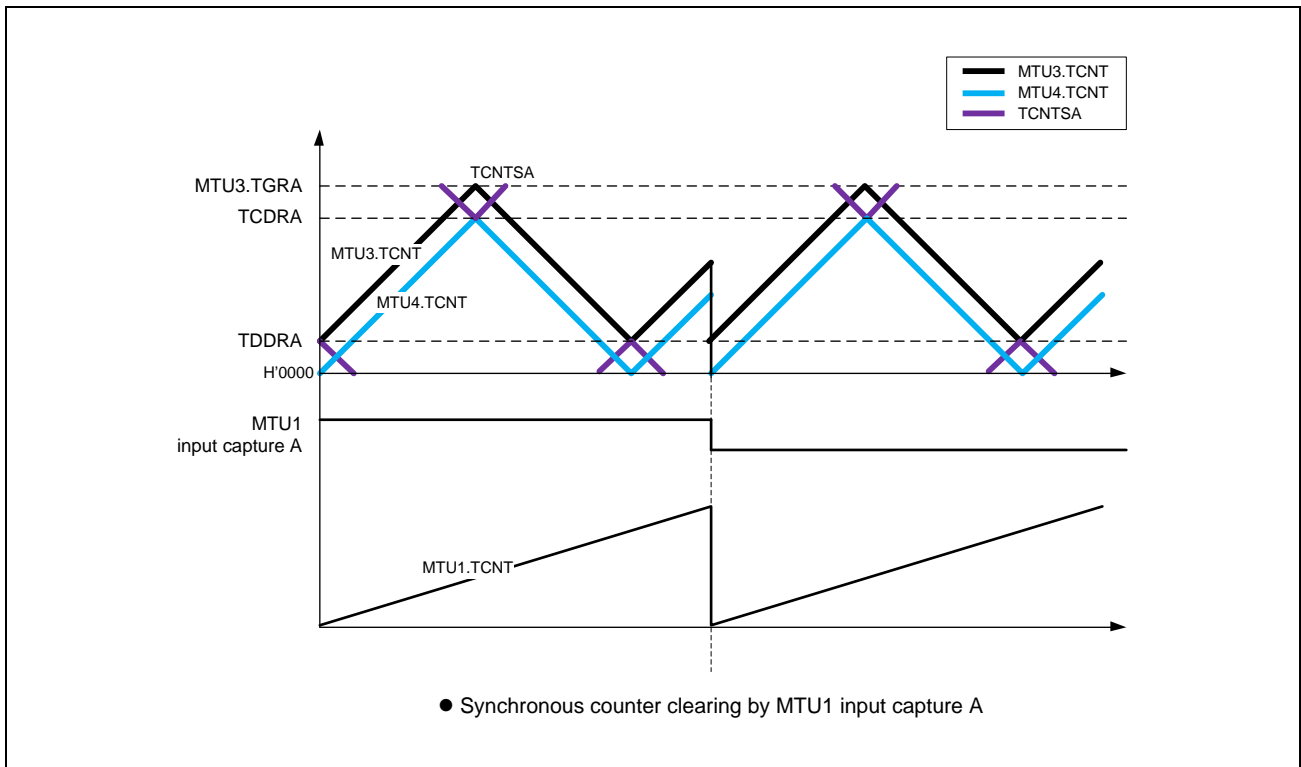 MTU3.TCNT
MTU4.TCNT
TCNTSA
TCNTSA
MTU3.TGRA
TCDRA
MTU3.TCNT
MTU4.TCNT
TDDRA
H'0000
MTU1
input capture A
MTU1.TCNT
● Synchronous counter clearing by MTU1 input capture A